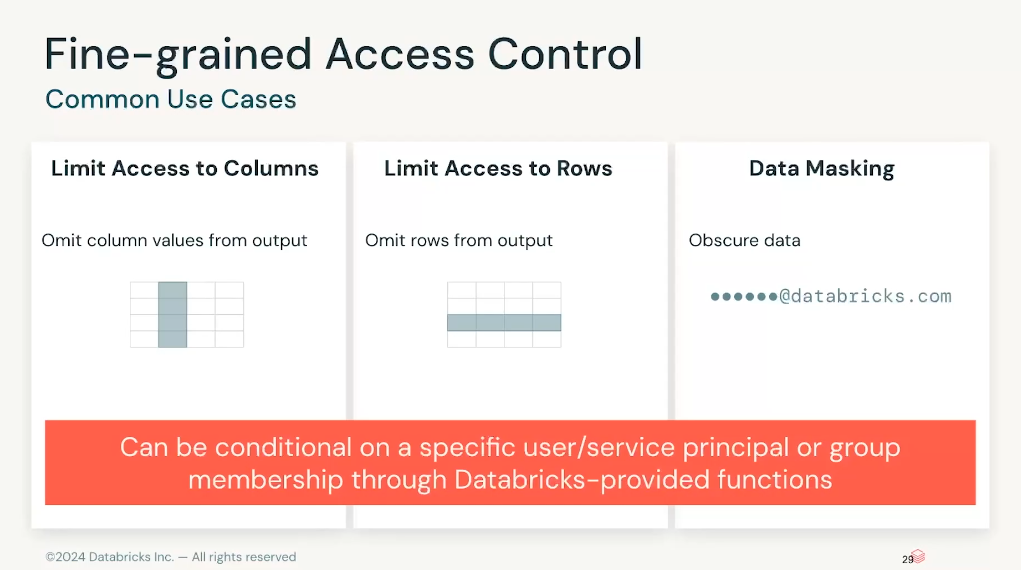 Fine-grained Access Control
Common Use Cases
Limit Access to Columns
Omit column values from output
Limit Access to Rows
Omit rows from output
Data Masking
Obscure data
●●●●●●@databricks.com
Can be conditional on a specific user/service principal or group
membership through Databricks-provided functions
©2024 Databricks Inc. — All rights reserved
29